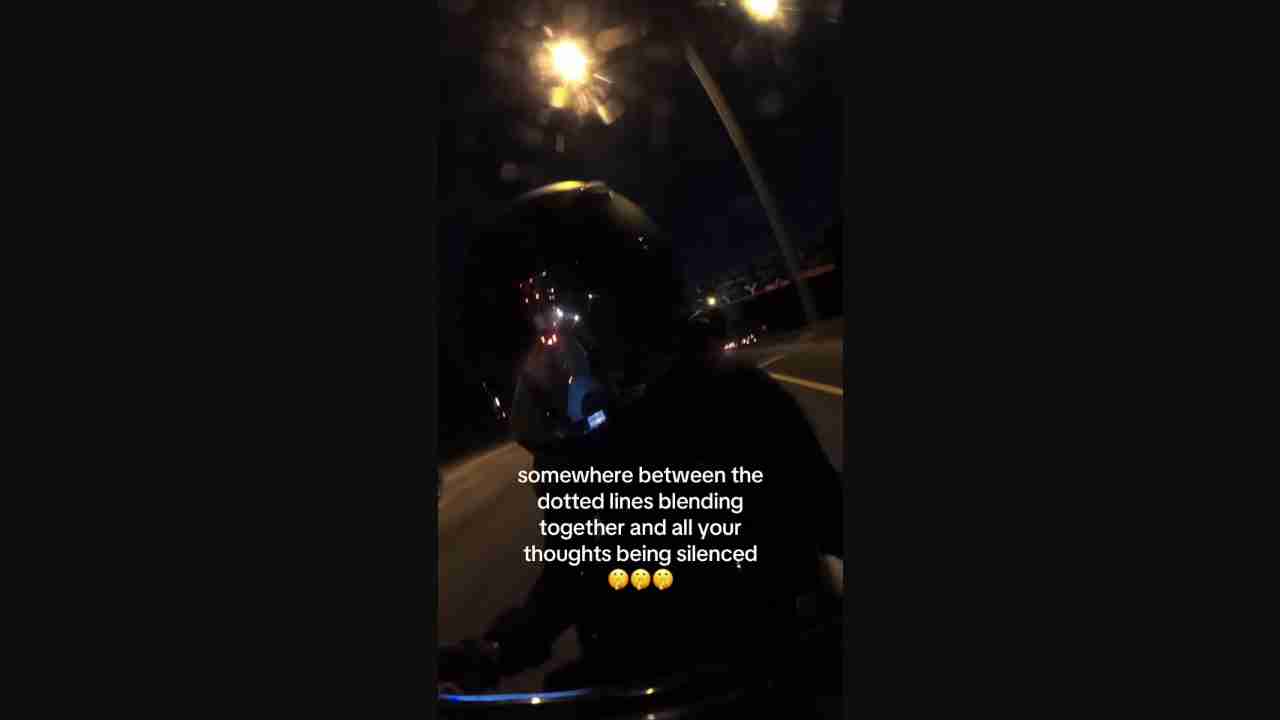 somewhere between the
dotted lines blending
together and all your
thoughts being silenced
🤫🤫🤫